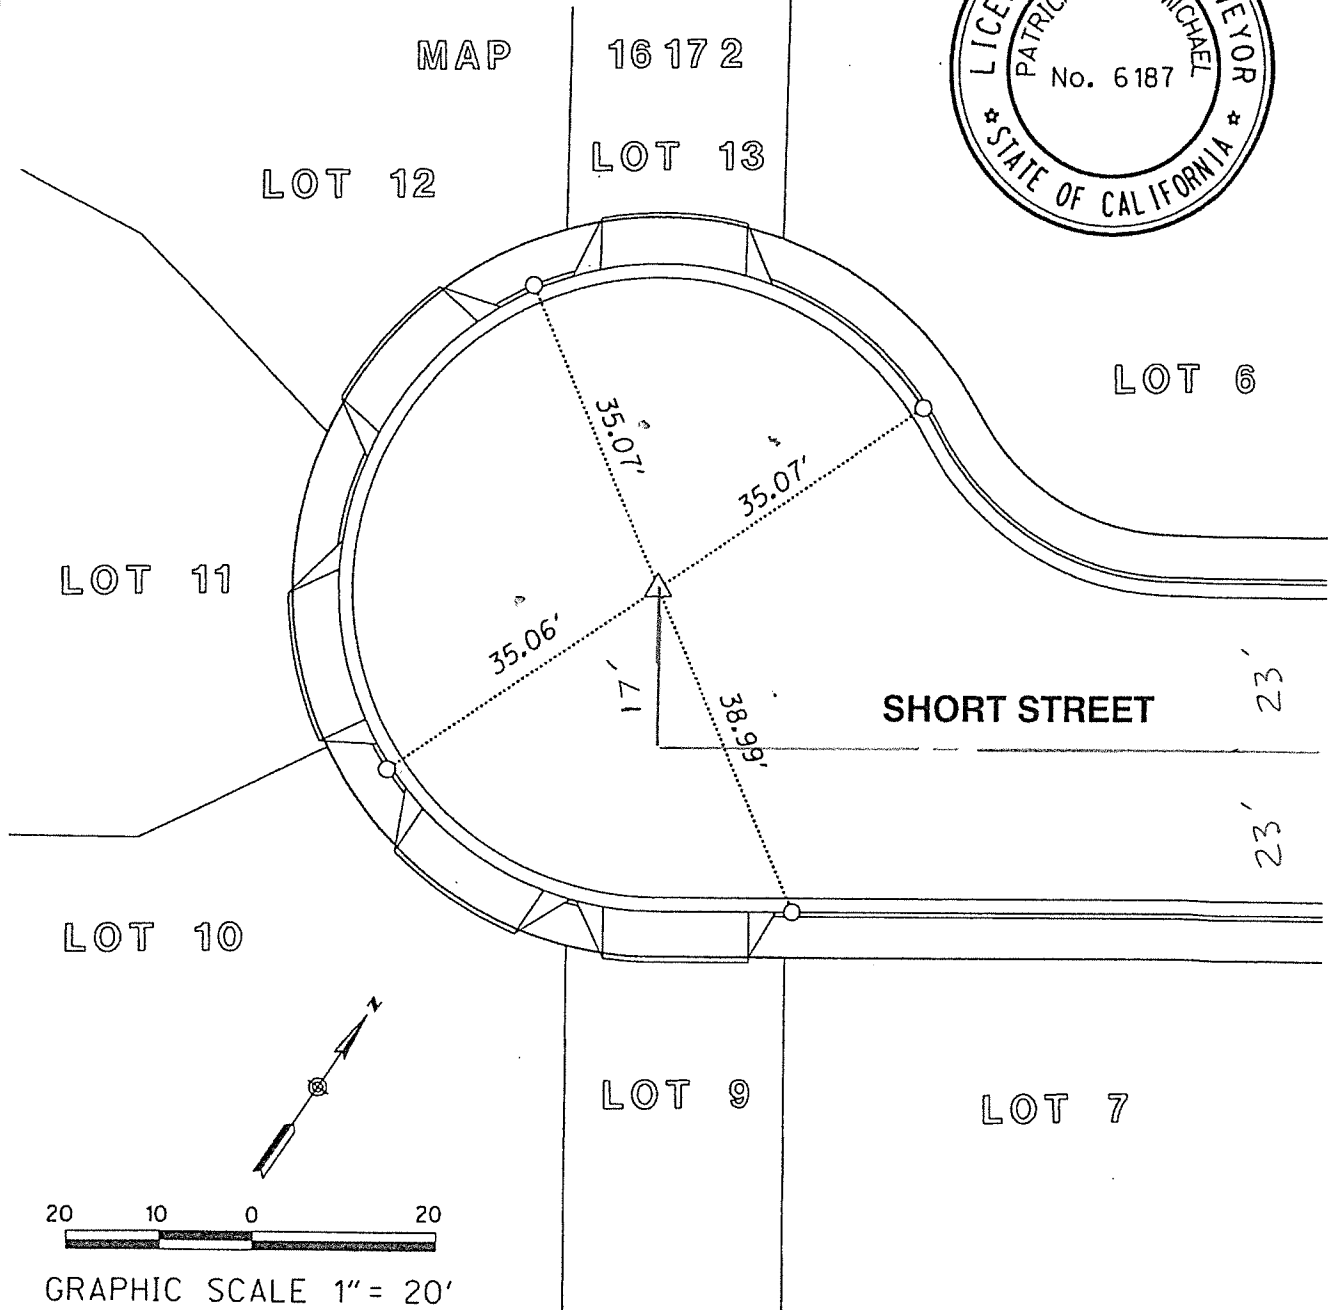 MAP 16172
LICE VEYOR
PATRIC MICHAEL
No. 6187
STATE OF CALIFORNIA
LOT 13
LOT 12
LOT 6
35.07'
35.07'
LOT 11
35.06'
17'
38.99'
SHORT STREET
23'
23'
LOT 10
N
LOT 9
LOT 7
20 10 0 20
GRAPHIC SCALE 1"= 20'